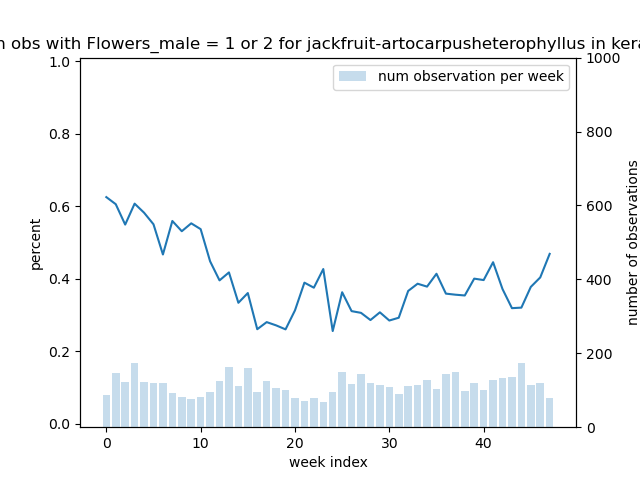 obs with Flowers_male = 1 or 2 for jackfruit-artocarpusheterophyllus in
num observation per week
1.0
0.8
0.6
0.4
0.2
0.0
percent
1000
800
600
400
200
0
number of observations
0 10 20 30 40
week index